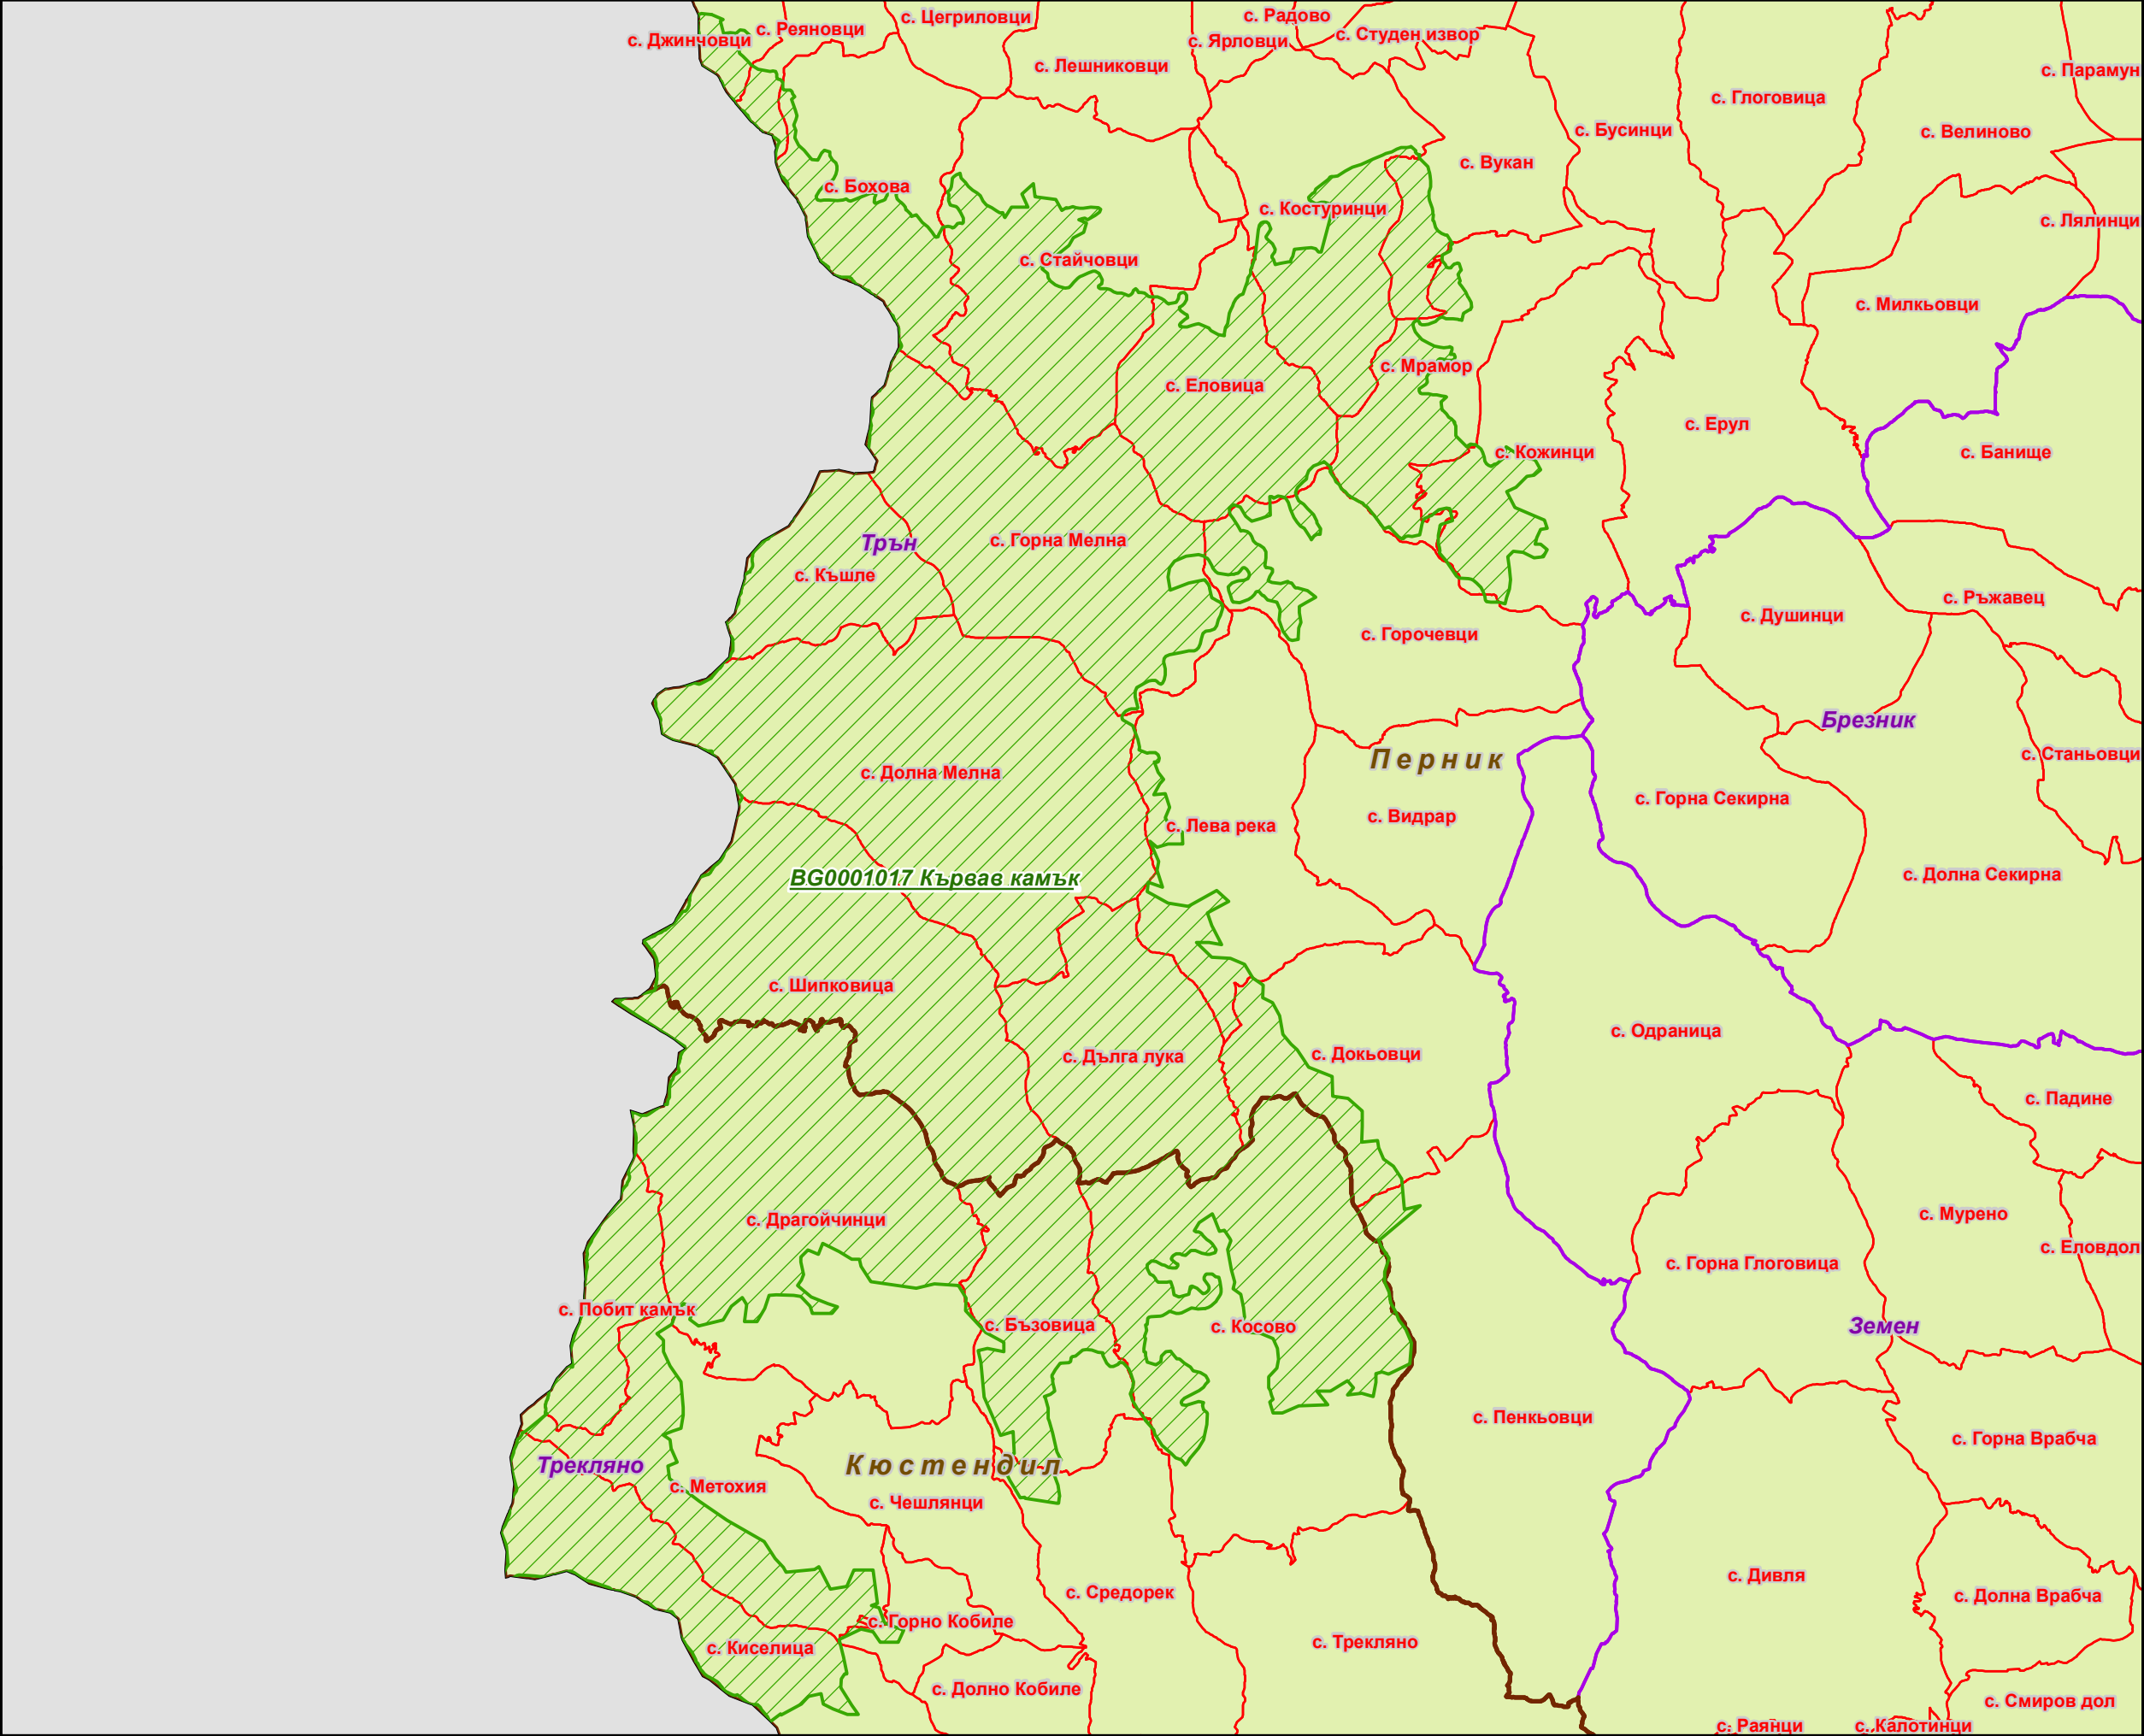 с. Цегриловци
с. Радово
с. Реяновци
с. Джинчовци
с. Ярловци
с. Студен извор
с. Лешниковци
с. Парамун
с. Глоговица
с. Бусинци
с. Велиново
с. Вукан
с. Бохова
с. Костуринци
с. Лялинци
с. Стайчовци
с. Милкьовци
с. Мрамор
с. Еловица
с. Ерул
с. Кожинци
с. Банище
Трън
с. Горна Мелна
с. Къшле
с. Ръжавец
с. Душинци
с. Горочевци
Брезник
с. Станьовци
Перник
с. Долна Мелна
с. Горна Секирна
с. Видрар
с. Лева река
с. Долна Секирна
BG0001017 Кървав камък
с. Шипковица
с. Одраница
с. Докьовци
с. Дълга лука
с. Падине
с. Мурено
с. Драгойчинци
с. Еловдол
с. Горна Глоговица
с. Побит камък
с. Бъзовица
с. Косово
Земен
с. Пенкьовци
с. Горна Врабча
Трекляно
Кюстендил
с. Метохия
с. Чешлянци
с. Дивля
с. Средорек
с. Долна Врабча
с. Горно Кобиле
с. Трекляно
с. Киселица
с. Долно Кобиле
с. Смиров дол
с. Раянци
с. Калотинци